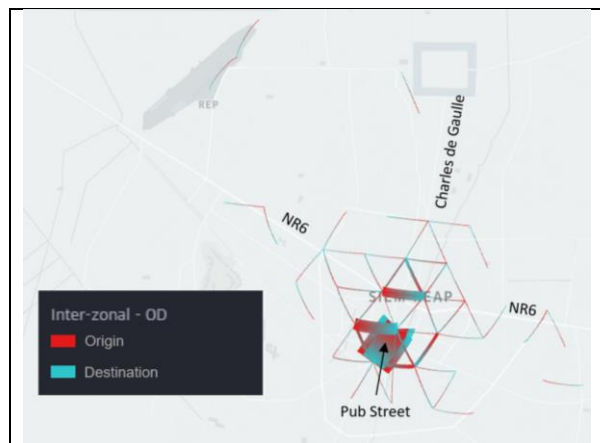 REP
Charles de Gaulle
NR6
SIEM REAP
NR6
Inter-zonal - OD
Origin
Destination
Pub Street